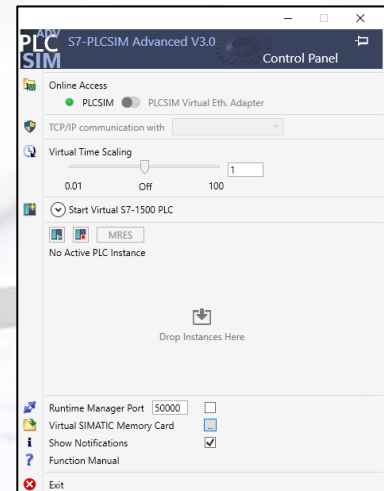 PLC SIM ADV
S7-PLCSIM Advanced V3.0
Control Panel
Online Access
PLCSIM PLCSIM Virtual Eth. Adapter
TCP/IP communication with
Virtual Time Scaling
1
0.01 Off 100
Start Virtual S7-1500 PLC
MRES
No Active PLC Instance
Drop Instances Here
Runtime Manager Port 50000
Virtual SIMATIC Memory Card ...
Show Notifications
Function Manual
Exit